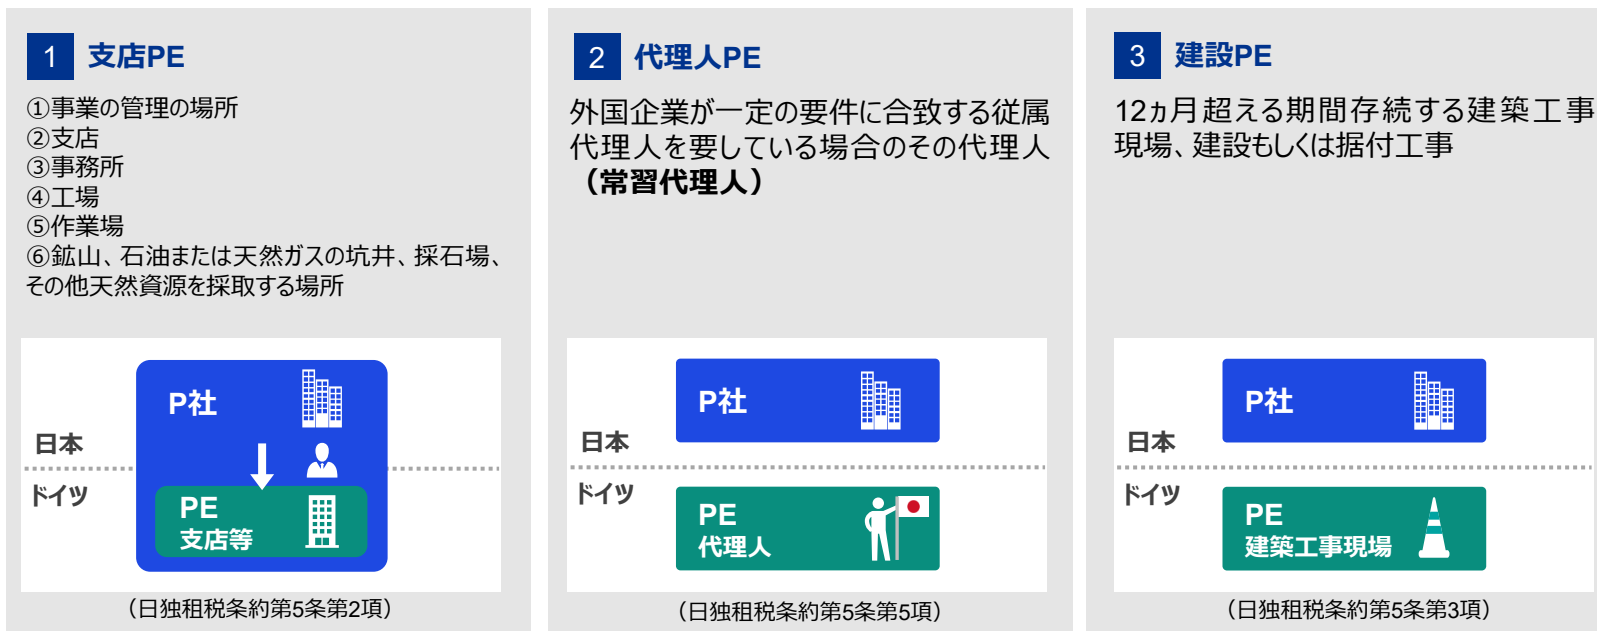 1 支店PE
①事業の管理の場所
②支店
③事務所
④工場
⑤作業場
⑥鉱山、石油または天然ガスの坑井、採石場、
その他天然資源を採取する場所
P社
日本
ドイツ
PE
支店等
（日独租税条約第5条第2項）
2 代理人PE
外国企業が一定の要件に合致する従属
代理人を要している場合のその代理人
（常習代理人）
P社
日本
ドイツ
PE
代理人
（日独租税条約第5条第5項）
3 建設PE
12ヵ月超える期間存続する建築工事
現場、建設もしくは据付工事
P社
日本
ドイツ
PE
建築工事現場
（日独租税条約第5条第3項）